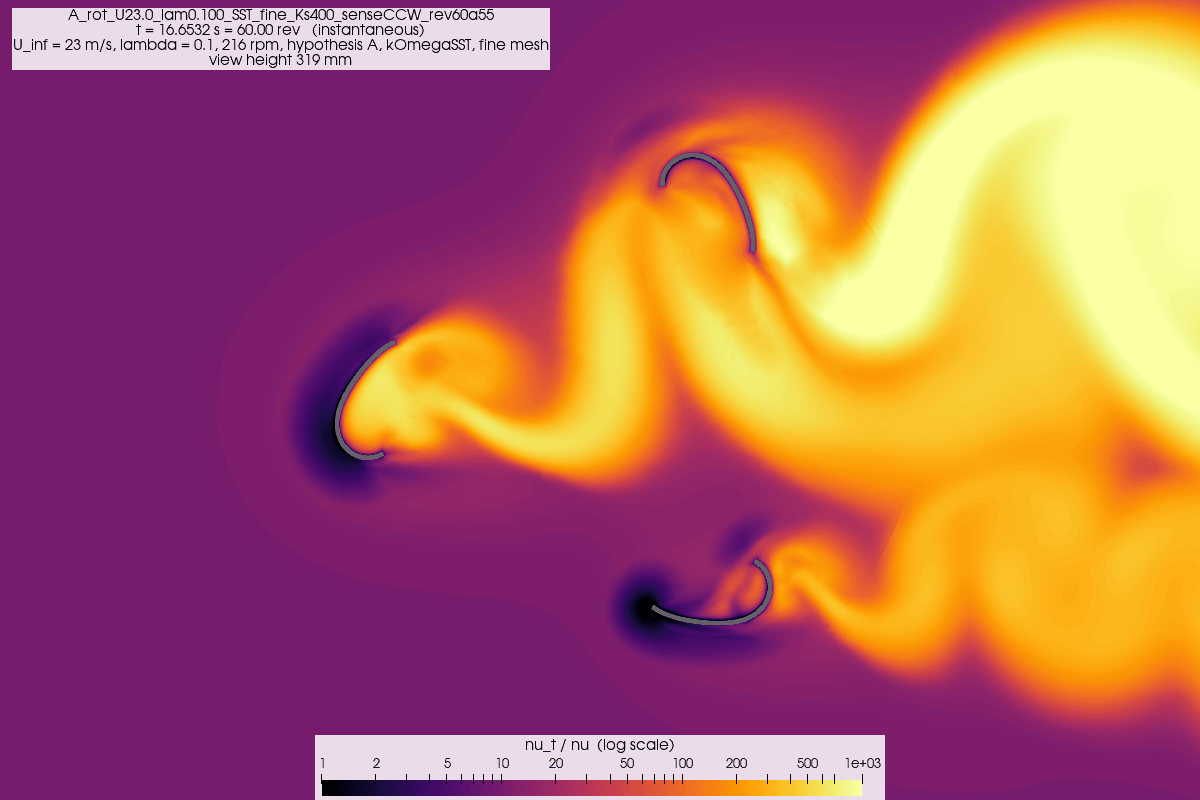 A_rot_U23.0_lam0.100_SST_fine_Ks400_senseCCW_rev60a55
t = 16.6532 s = 60.00 rev   (instantaneous)
U_inf = 23 m/s, lambda = 0.1, 216 rpm, hypothesis A, kOmegaSST, fine mesh
view height 319 mm
nu_t / nu  (log scale)
1 2 5 10 20 50 100 200 500 1e+03